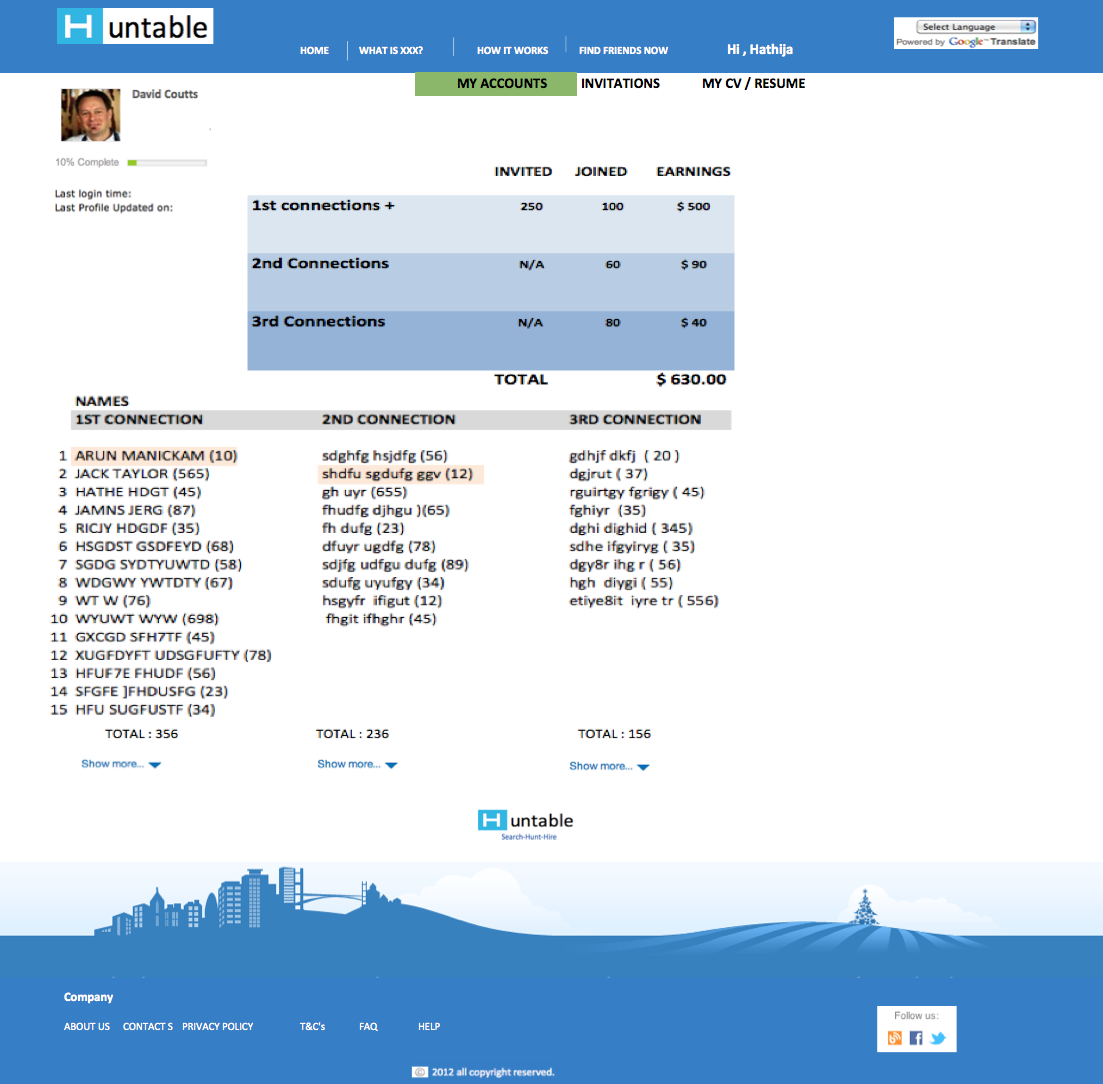 Huntable
Select Language
Powered by Google™ Translate
HOME WHAT IS XXX? HOW IT WORKS FIND FRIENDS NOW Hi , Hathija
MY ACCOUNTS INVITATIONS MY CV / RESUME
David Coutts
10% Complete
Last login time:
Last Profile Updated on:
INVITED JOINED EARNINGS
1st connections + 250 100 $ 500
2nd Connections N/A 60 $ 90
3rd Connections N/A 80 $ 40
TOTAL $ 630.00
NAMES
1ST CONNECTION 2ND CONNECTION 3RD CONNECTION
1 ARUN MANICKAM (10) sdghfg hsjdfg (56) gdhjf dkfj ( 20 )
2 JACK TAYLOR (565) shdfu sgdufg ggv (12) dgjrut ( 37)
3 HATHE HDGT (45) gh uyr (655) rguirtgy fgrigy ( 45)
4 JAMNS JERG (87) fhudfg djhgu )(65) fghiyr (35)
5 RICJY HDGDF (35) fh dufg (23) dghi dighid ( 345)
6 HSGDST GSDFEYD (68) dfuyr ugdfg (78) sdhe ifgyiryg ( 35)
7 SGDG SYDTYUWTD (58) sdjfg udfgu dufg (89) dgy8r ihg r ( 56)
8 WDGWY YWTDTY (67) sdufg uyufgy (34) hgh diygi ( 55)
9 WT W (76) hsgyfr ifigut (12) etiye8it iyre tr ( 556)
10 WYUWT WYW (698) fhgit ifhghr (45)
11 GXCGD SFH7TF (45)
12 XUGFDYFT UDSGFUFTY (78)
13 HFUF7E FHUDF (56)
14 SFGFE ]FHDUSFG (23)
15 HFU SUGFUSTF (34)
TOTAL : 356 TOTAL : 236 TOTAL : 156
Show more... Show more... Show more...
Huntable
Search-Hunt-Hire
Company
ABOUT US CONTACT S PRIVACY POLICY T&C's FAQ HELP
Follow us:
© 2012 all copyright reserved.